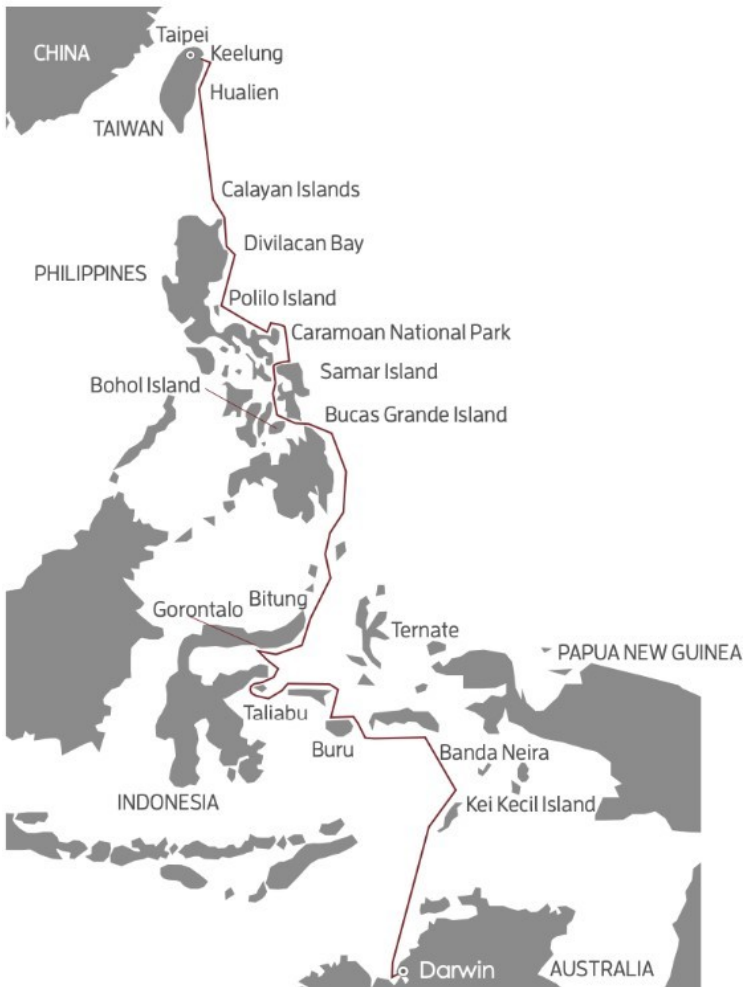 Taipei
CHINA
Keelung
Hualien
TAIWAN
Calayan Islands
Divilacan Bay
PHILIPPINES
Polilo Island
Caramoan National Park
Samar Island
Bohol Island
Bucas Grande Island
Bitung
Gorontalo
Ternate
PAPUA NEW GUINEA
Taliabu
Buru
Banda Neira
INDONESIA
Kei Kecil Island
Darwin
AUSTRALIA